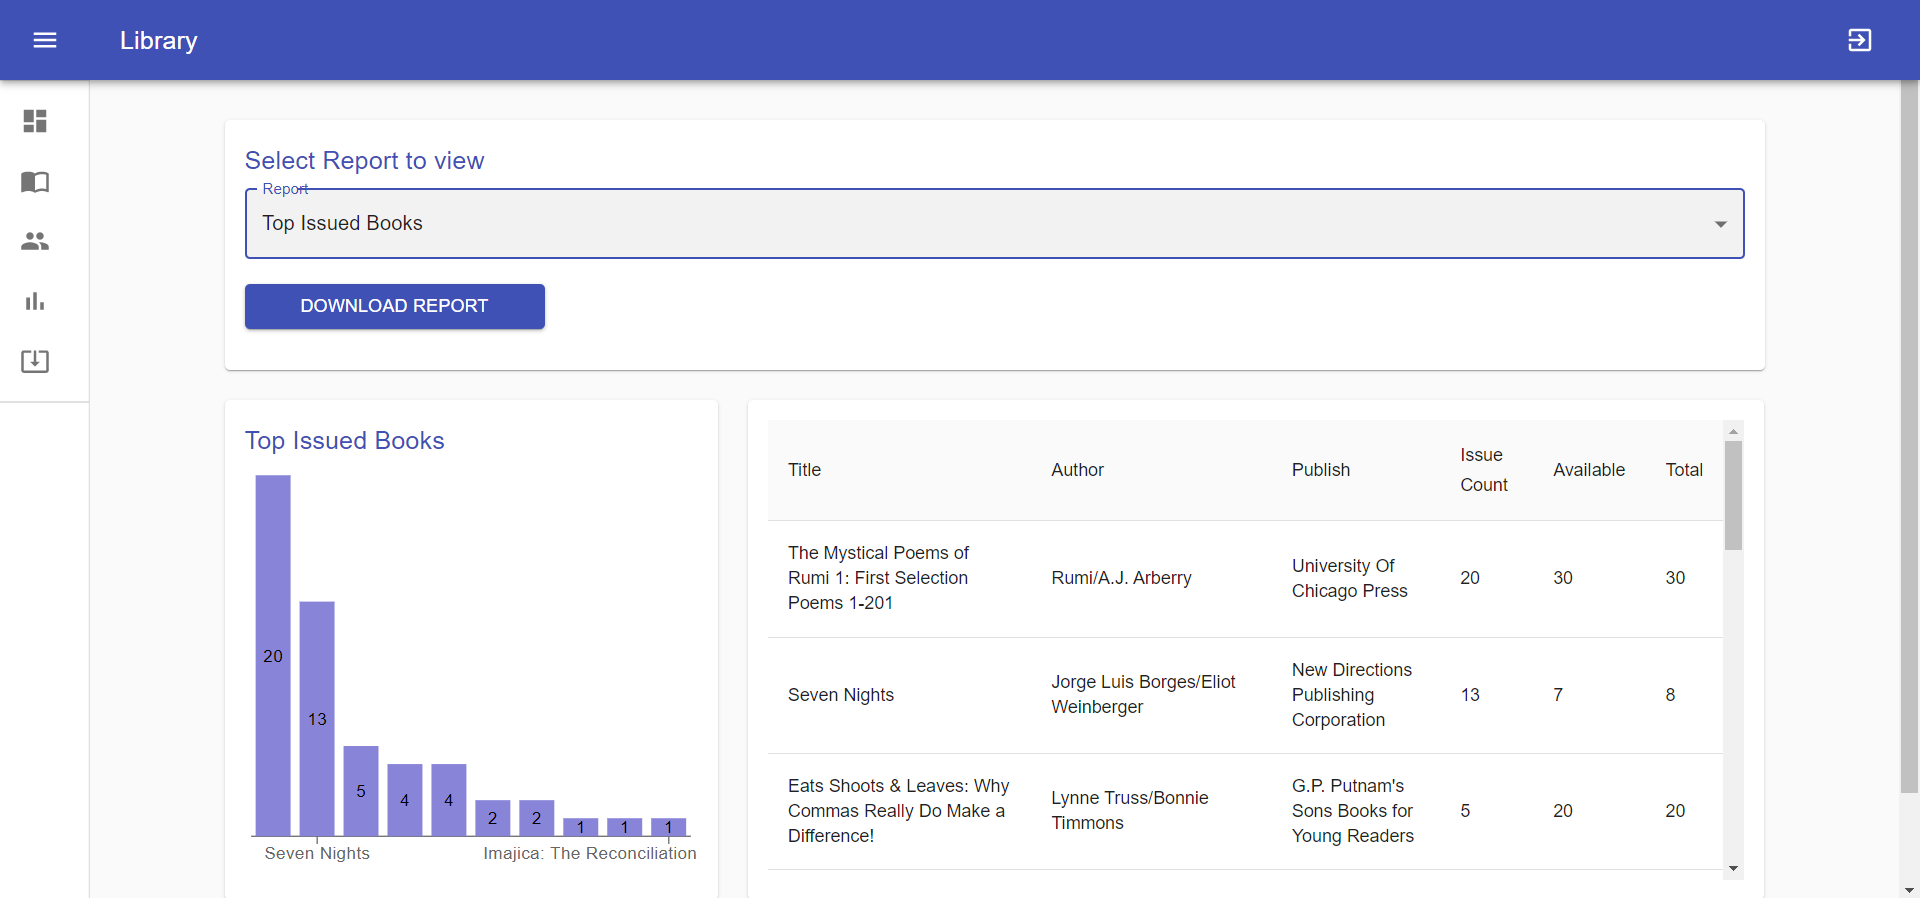 Library
Select Report to view
Report
Top Issued Books
DOWNLOAD REPORT
Top Issued Books
20
13
5
4
4
2
2
1
1
1
Seven Nights
Imajica: The Reconciliation
Title
Author
Publish
Issue
Count
Available
Total
The Mystical Poems of
Rumi 1: First Selection
Poems 1-201
Rumi/A.J. Arberry
University Of
Chicago Press
20
30
30
Seven Nights
Jorge Luis Borges/Eliot
Weinberger
New Directions
Publishing
Corporation
13
7
8
Eats Shoots & Leaves: Why
Commas Really Do Make a
Difference!
Lynne Truss/Bonnie
Timmons
G.P. Putnam's
Sons Books for
Young Readers
5
20
20